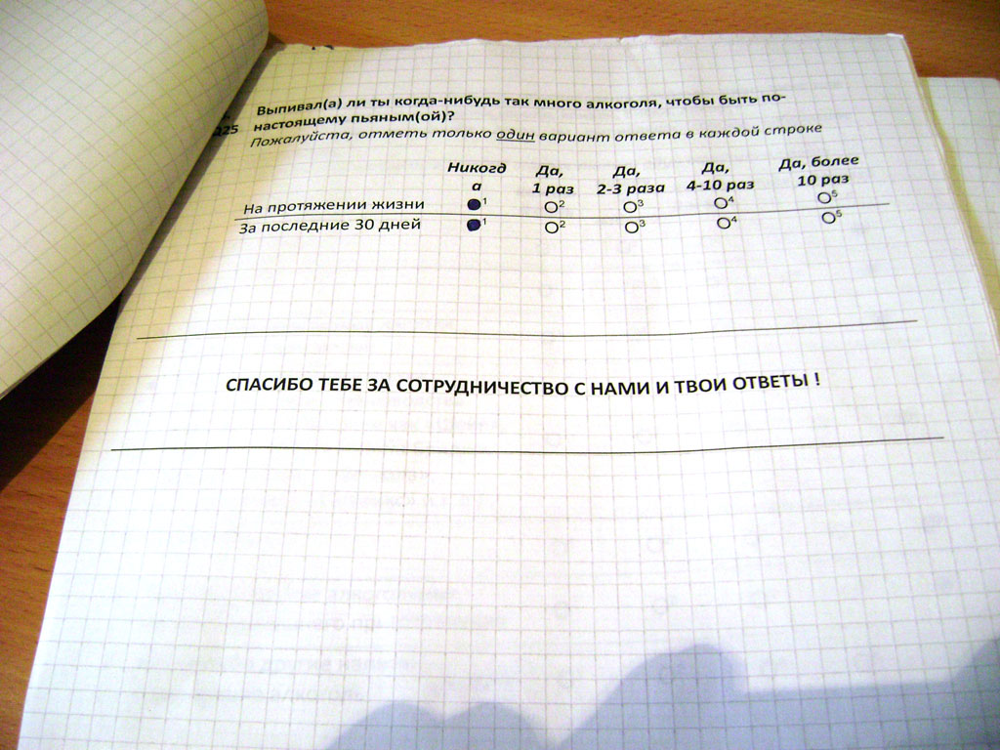 Выпивал(а) ли ты когда-нибудь так много алкоголя, чтобы быть по-
Q25 настоящему пьяным(ой)?
Пожалуйста, отметь только один вариант ответа в каждой строке
Никогд Да, Да, Да, Да, более
а 1 раз 2-3 раза 4-10 раз 10 раз
На протяжении жизни 1 2 3 4 5
За последние 30 дней 1 2 3 4 5
СПАСИБО ТЕБЕ ЗА СОТРУДНИЧЕСТВО С НАМИ И ТВОИ ОТВЕТЫ !